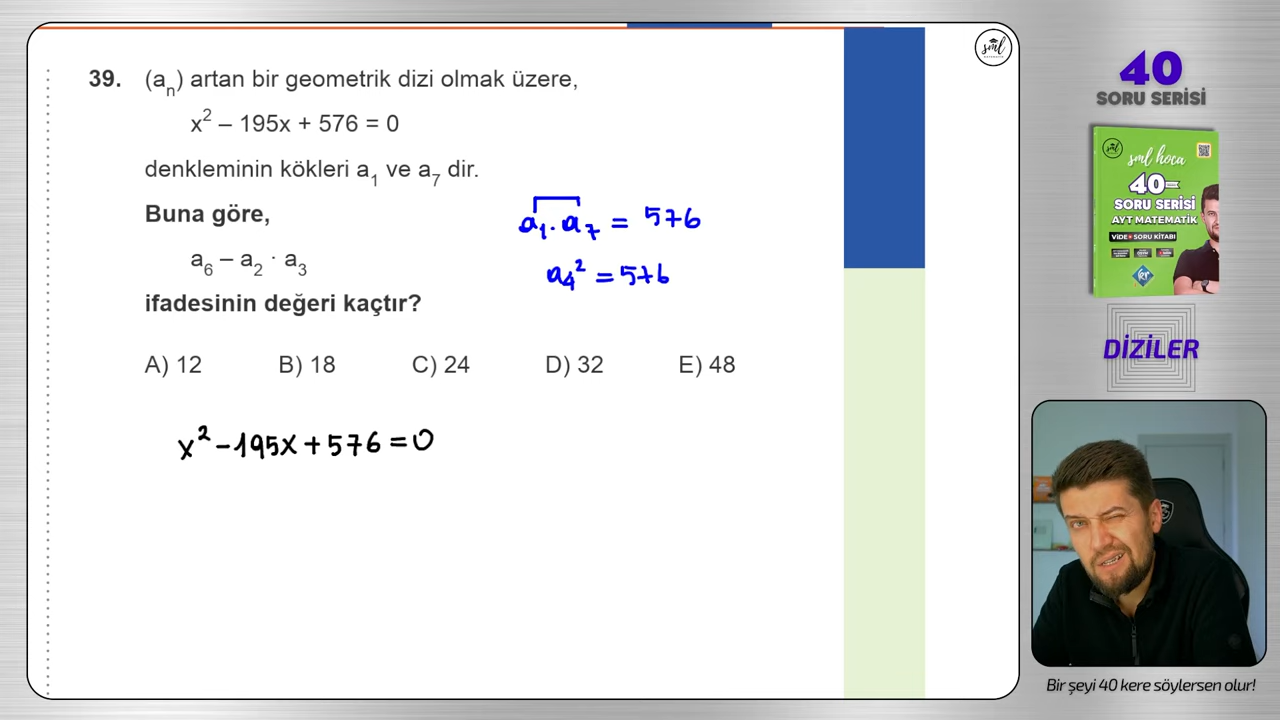 39. (aₙ) artan bir geometrik dizi olmak üzere,
x² – 195x + 576 = 0
denkleminin kökleri a₁ ve a₇ dir.
Buna göre,
a₆ – a₂ · a₃
ifadesinin değeri kaçtır?
A) 12 B) 18 C) 24 D) 32 E) 48
a₁ . a₇ = 576
a₄² = 576
x² - 195x + 576 = 0
sml
40
SORU SERİSİ
sml
sml hoca
40
SORU SERİSİ
AYT MATEMATİK
VİDEO SORU KİTABI
DİZİLER
Bir şeyi 40 kere söylersen olur!